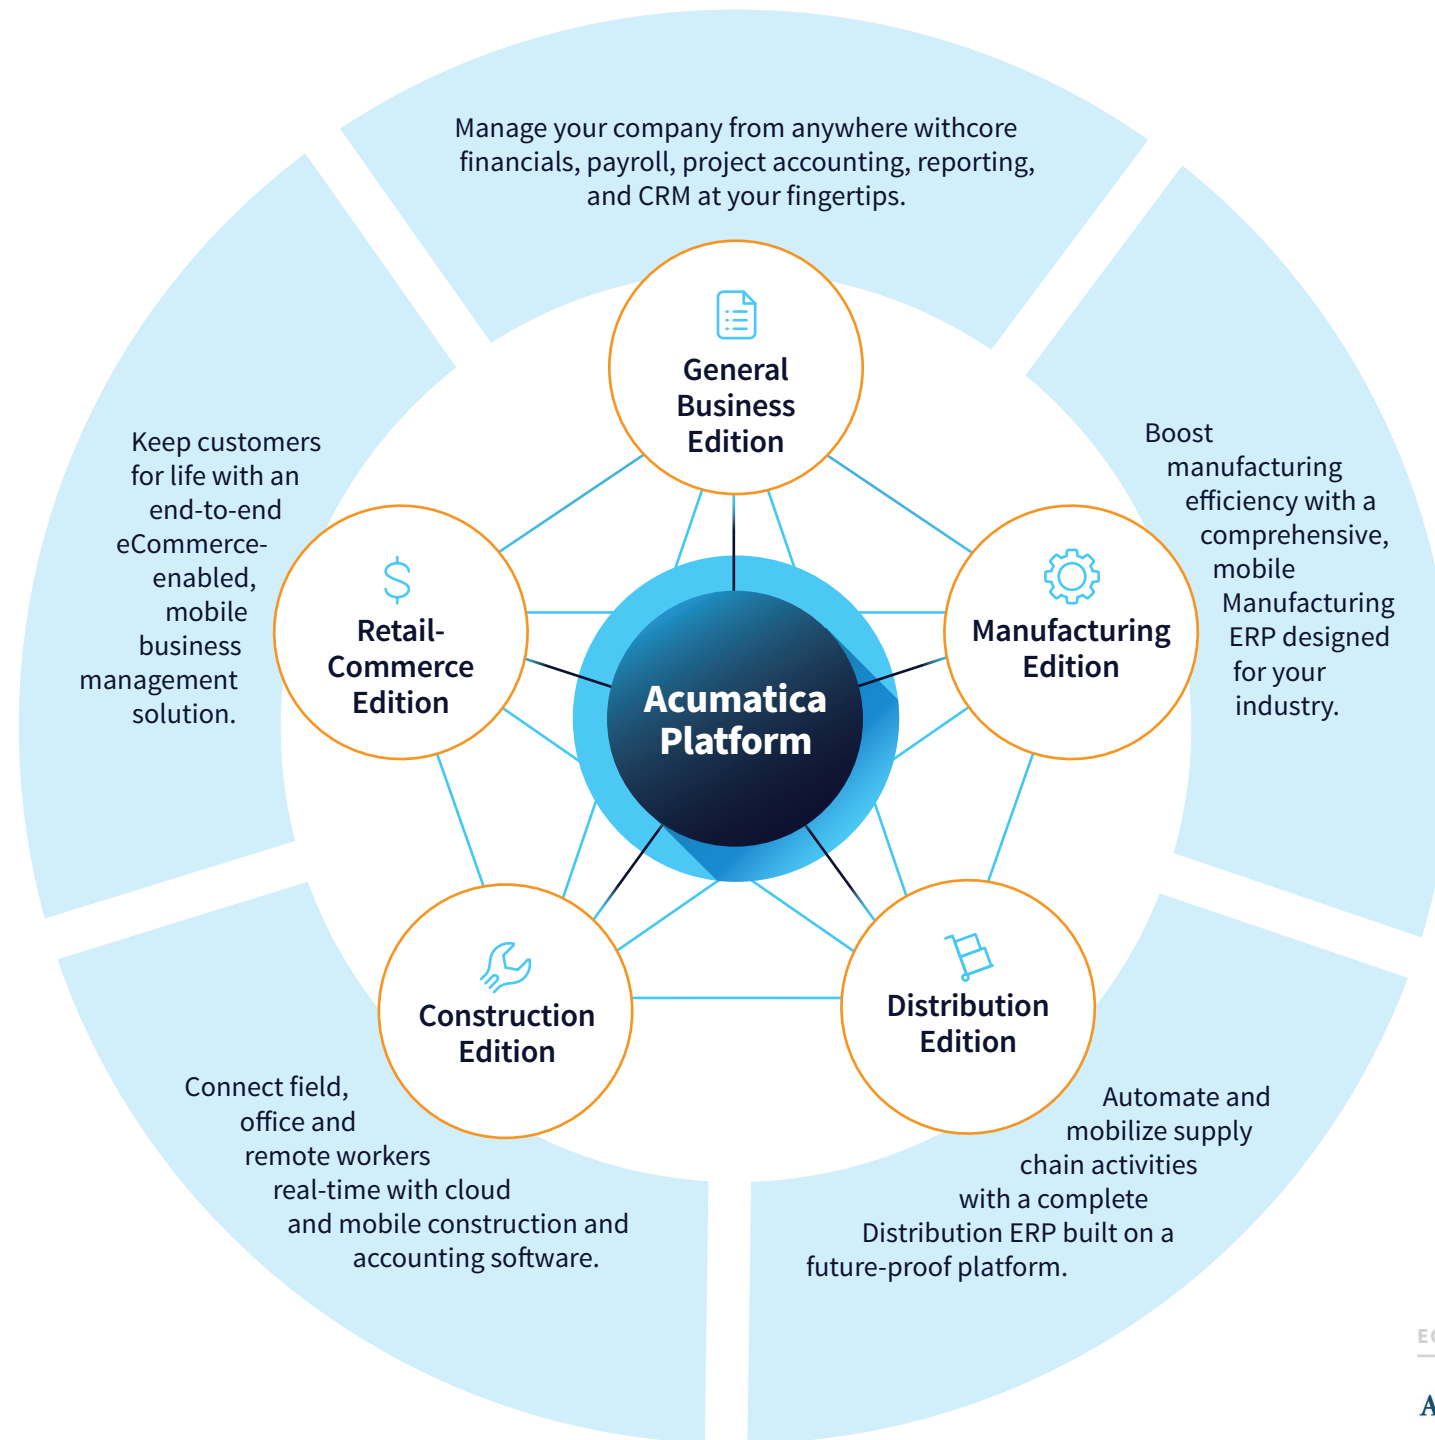 Manage your company from anywhere withcore
financials, payroll, project accounting, reporting,
and CRM at your fingertips.
General
Business
Edition
Keep customers
for life with an
end-to-end
eCommerce-
enabled,
mobile
business
management
solution.
Retail-
Commerce
Edition
Acumatica
Platform
Manufacturing
Edition
Boost
manufacturing
efficiency with a
comprehensive,
mobile
Manufacturing
ERP designed
for your
industry.
Construction
Edition
Connect field,
office and
remote workers
real-time with cloud
and mobile construction and
accounting software.
Distribution
Edition
Automate and
mobilize supply
chain activities
with a complete
Distribution ERP built on a
future-proof platform.